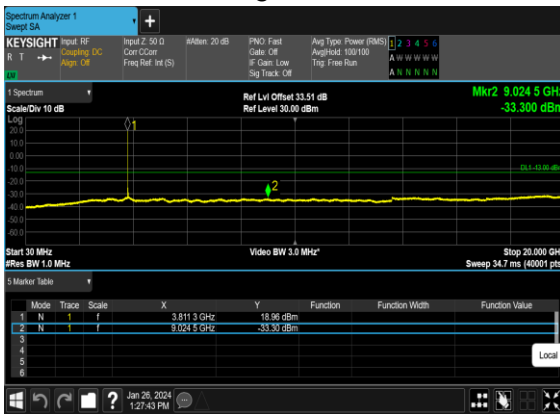 Spectrum Analyzer 1
Swept SA
+
KEYSIGHT Input: RF Input Z: 50 Ω #Atten: 20 dB PNO: Fast Avg Type: Power (RMS) 1 2 3 4 5 6
R T Coupling: DC Corr CCorr Gate: Off Avg|Hold: 100/100 A W W W W W
Align: Off Freq Ref: Int (S) IF Gain: Low Trig: Free Run
Sig Track: Off A N N N N N
LV
1 Spectrum Ref Lvl Offset 33.51 dB Mkr2 9.024 5 GHz
Scale/Div 10 dB Ref Level 30.00 dBm -33.300 dBm
Log
1
20.0
10.0
0.00
-10.0
DL1 -13.00 dBm
-20.0
2
-30.0
-40.0
-50.0
-60.0
Start 30 MHz Video BW 3.0 MHz* Stop 20.000 GH
#Res BW 1.0 MHz Sweep 34.7 ms (40001 pts
5 Marker Table
Mode Trace Scale X Y Function Function Width Function Value
1 N 1 f 3.811 3 GHz 18.96 dBm
2 N 1 f 9.024 5 GHz -33.30 dBm
3
4
5
6
Local
? Jan 26, 2024
1:27:43 PM